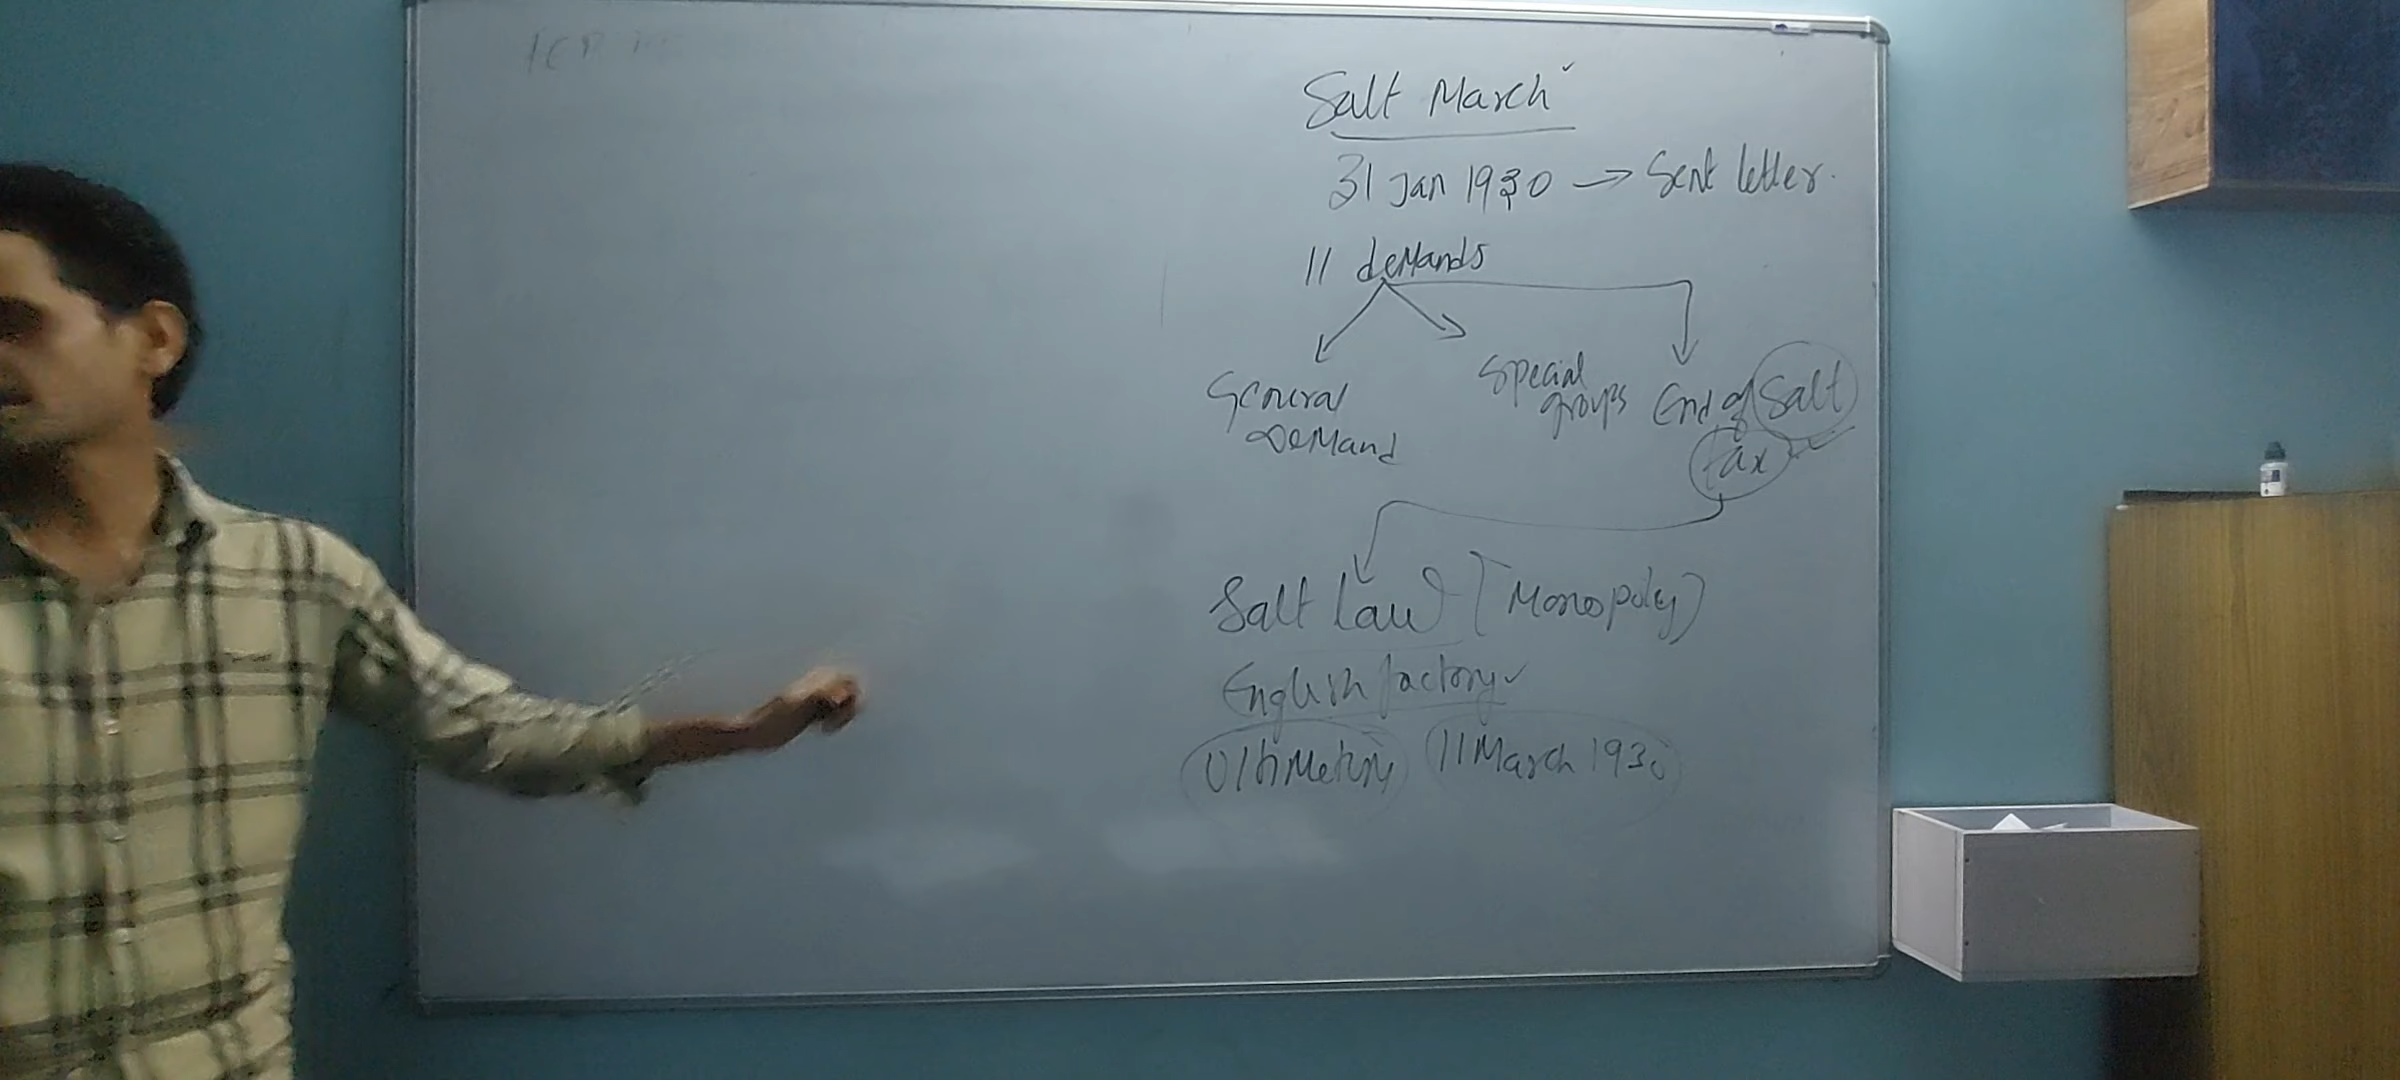 Salt March
31 Jan 1930 → Sent letter.
11 demands
General Demand
Special groups
End of Salt tax
Salt Law [Monopoly)
English factory
Ultimetum 11 March 1930